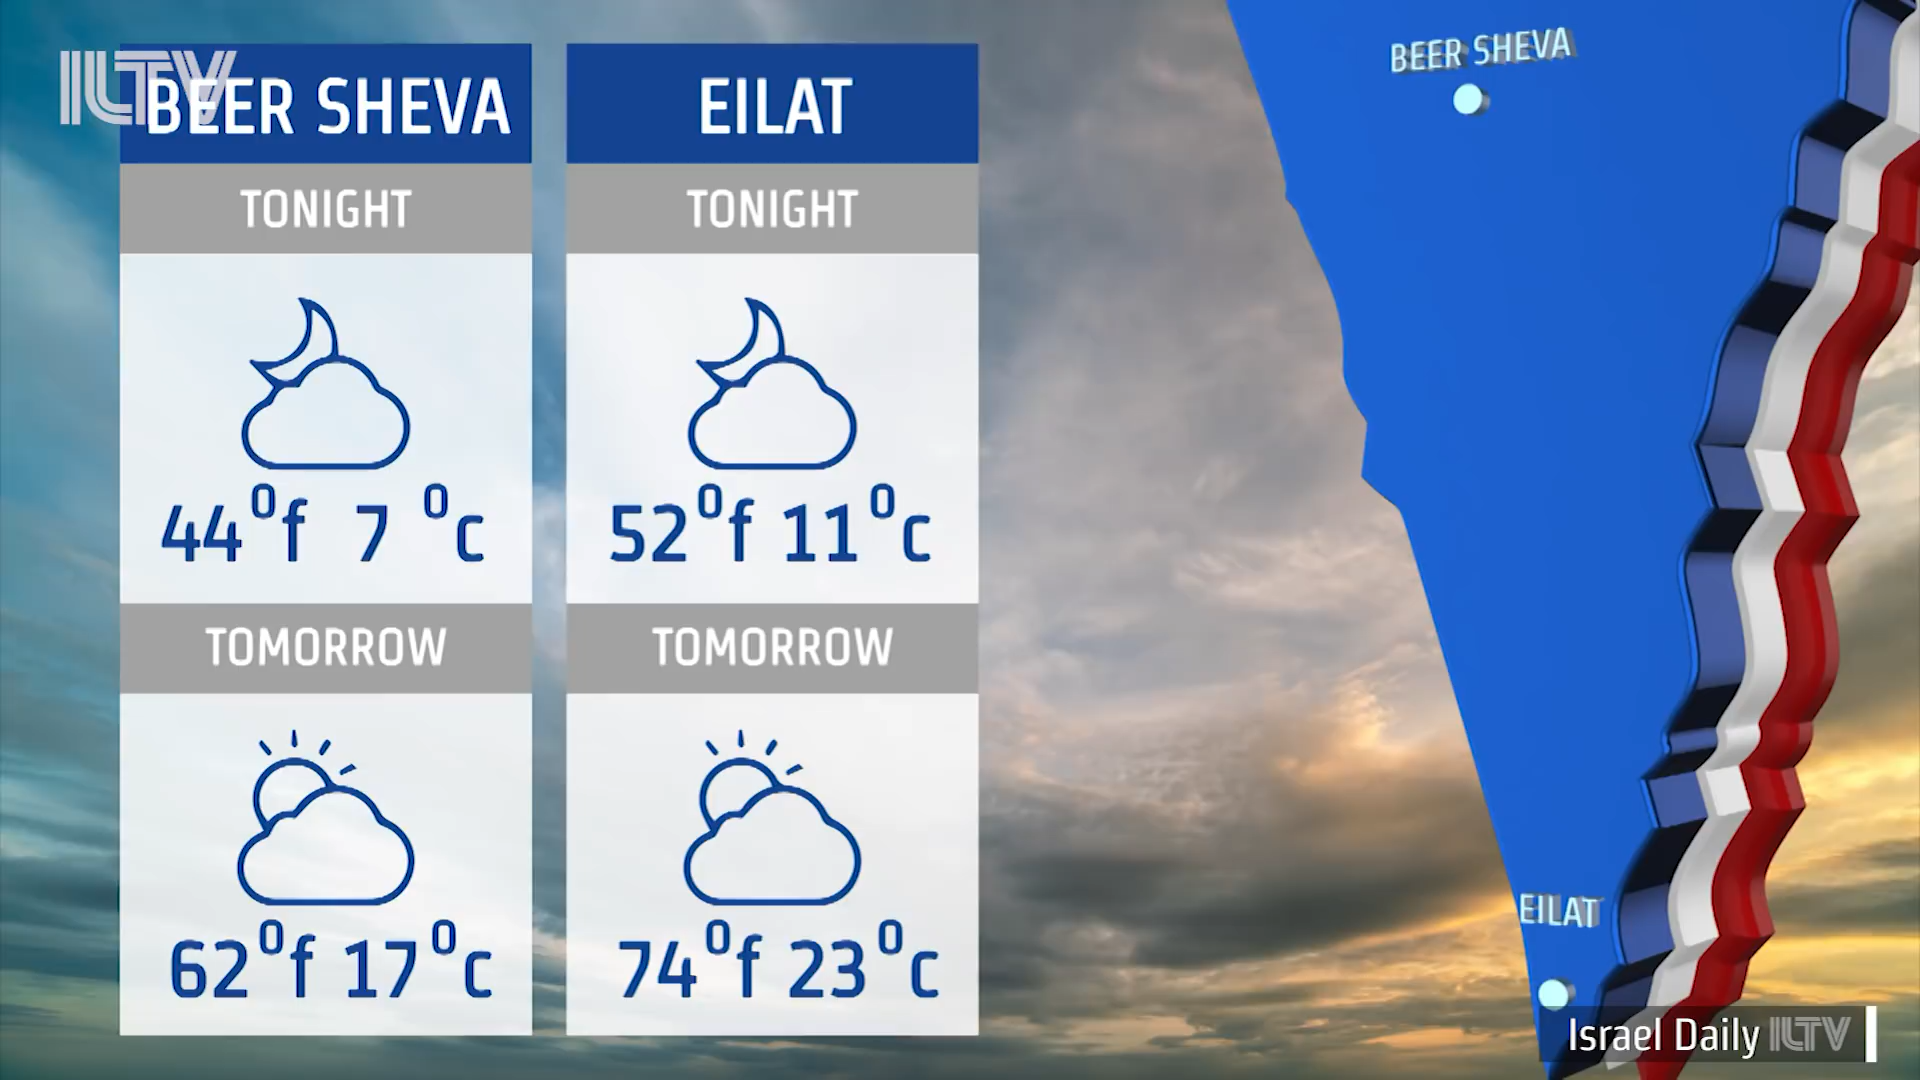 ILTV
BEER SHEVA
TONIGHT
44°f 7 °c
TOMORROW
62°f 17°c
EILAT
TONIGHT
52°f 11°c
TOMORROW
74°f 23°c
BEER SHEVA
EILAT
Israel Daily ILTV